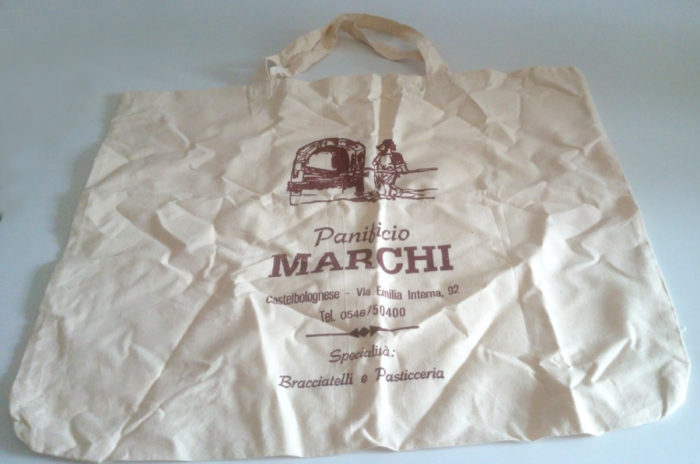 Panificio
MARCHI
Castelbolognese - Via Emilia Interna, 92
Tel. 0546/50400
Specialità:
Bracciatelli e Pasticceria